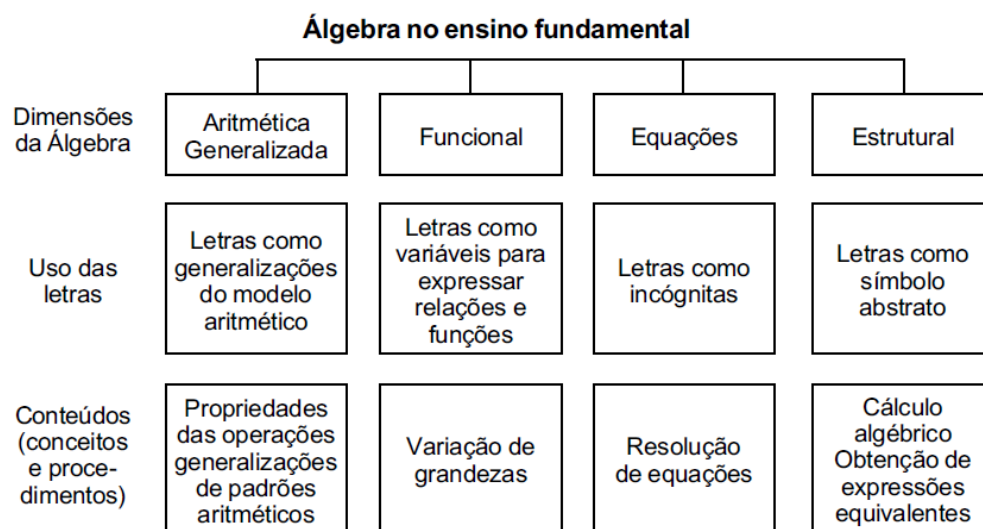 Álgebra no ensino fundamental
Dimensões
da Álgebra
Aritmética
Generalizada
Funcional
Equações
Estrutural
Uso das
letras
Letras como
generalizações
do modelo
aritmético
Letras como
variáveis para
expressar
relações e
funções
Letras como
incógnitas
Letras como
símbolo
abstrato
Conteúdos
(conceitos
e proce-
dimentos)
Propriedades
das operações
generalizações
de padrões
aritméticos
Variação de
grandezas
Resolução
de equações
Cálculo
algébrico
Obtenção de
expressões
equivalentes